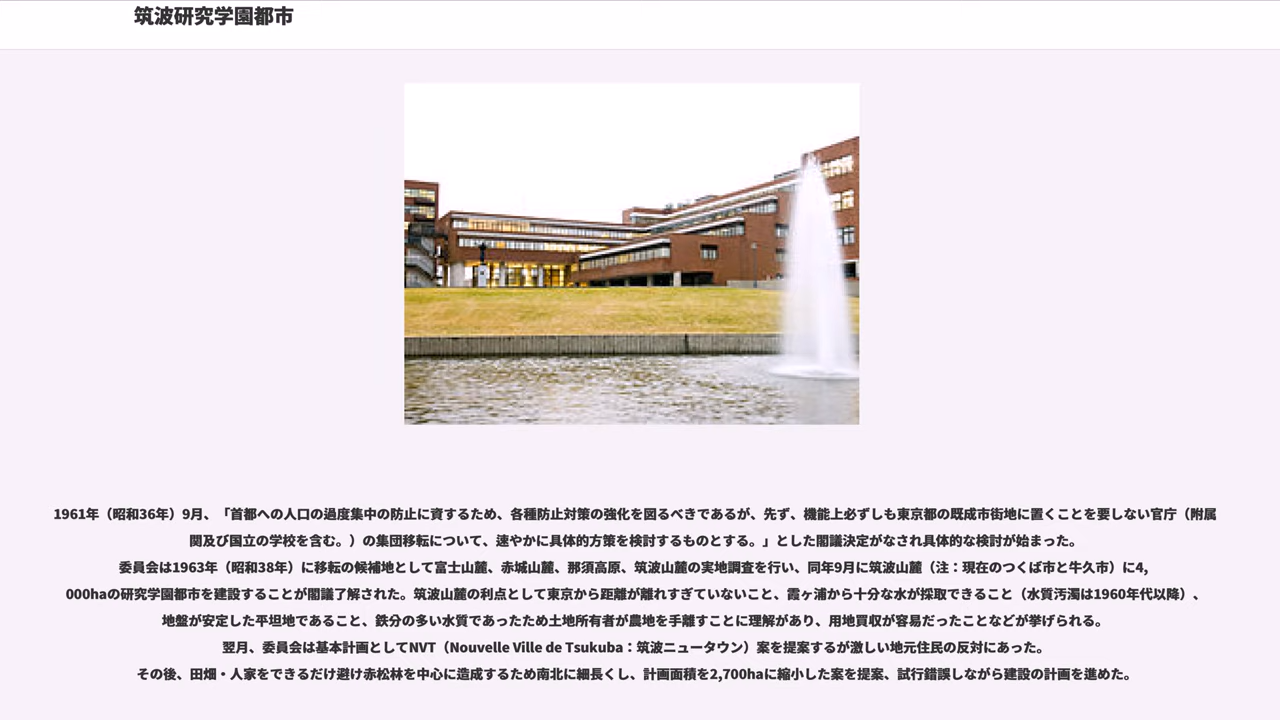 筑波研究学園都市
1961年（昭和36年）9月、「首都への人口の過度集中の防止に資するため、各種防止対策の強化を図るべきであるが、先ず、機能上必ずしも東京都の既成市街地に置くことを要しない官庁（附属
関及び国立の学校を含む。）の集団移転について、速やかに具体的方策を検討するものとする。」とした閣議決定がなされ具体的な検討が始まった。
委員会は1963年（昭和38年）に移転の候補地として富士山麓、赤城山麓、那須高原、筑波山麓の実地調査を行い、同年9月に筑波山麓（注：現在のつくば市と牛久市）に4,
000haの研究学園都市を建設することが閣議了解された。筑波山麓の利点として東京から距離が離れすぎていないこと、霞ヶ浦から十分な水が採取できること（水質汚濁は1960年代以降）、
地盤が安定した平坦地であること、鉄分の多い水質であったため土地所有者が農地を手離すことに理解があり、用地買収が容易だったことなどが挙げられる。
翌月、委員会は基本計画としてNVT（Nouvelle Ville de Tsukuba：筑波ニュータウン）案を提案するが激しい地元住民の反対にあった。
その後、田畑・人家をできるだけ避け赤松林を中心に造成するため南北に細長くし、計画面積を2,700haに縮小した案を提案、試行錯誤しながら建設の計画を進めた。